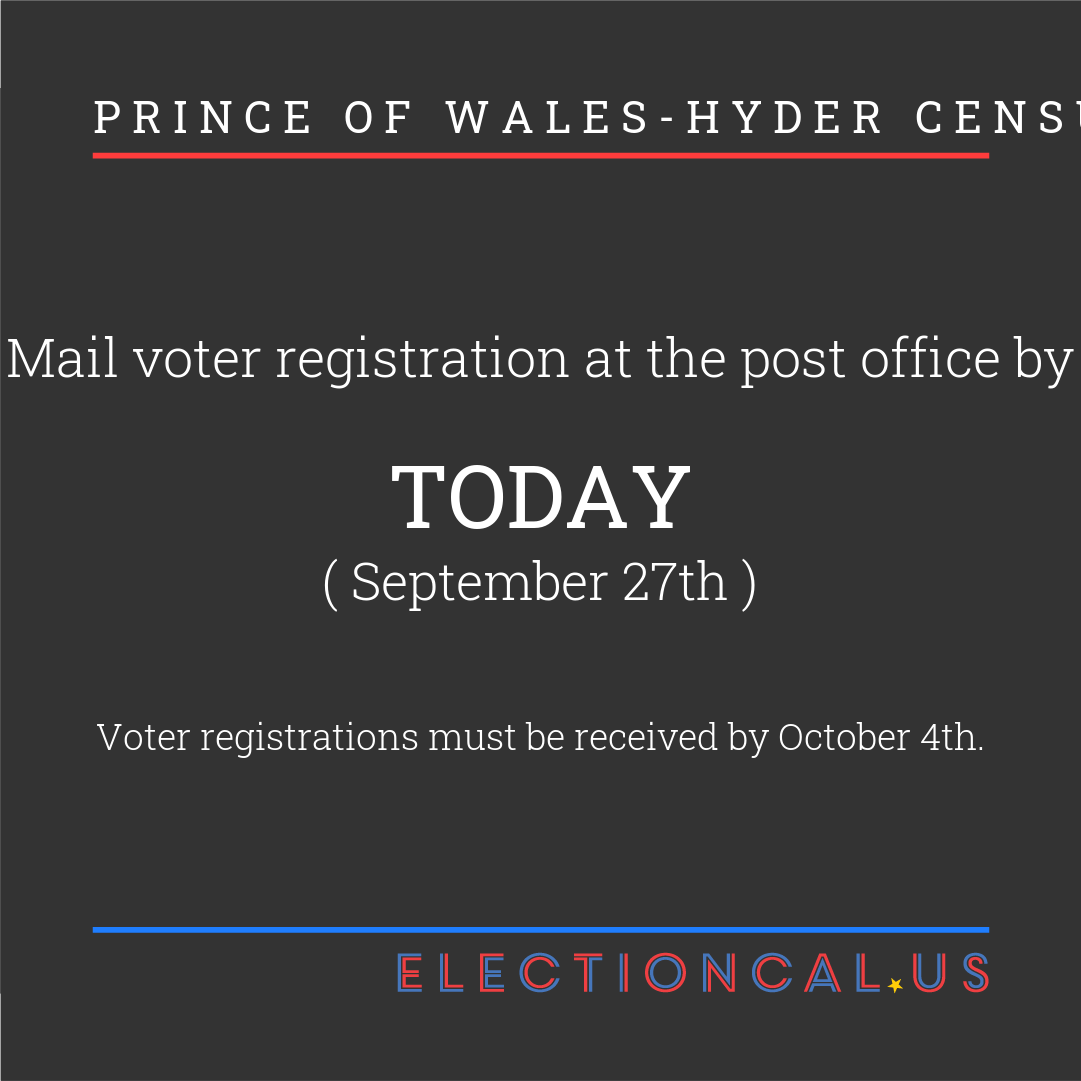 PRINCE OF WALES-HYDER CENSU
Mail voter registration at the post office by
TODAY
( September 27th )
Voter registrations must be received by October 4th.
ELECTIONCAL.US